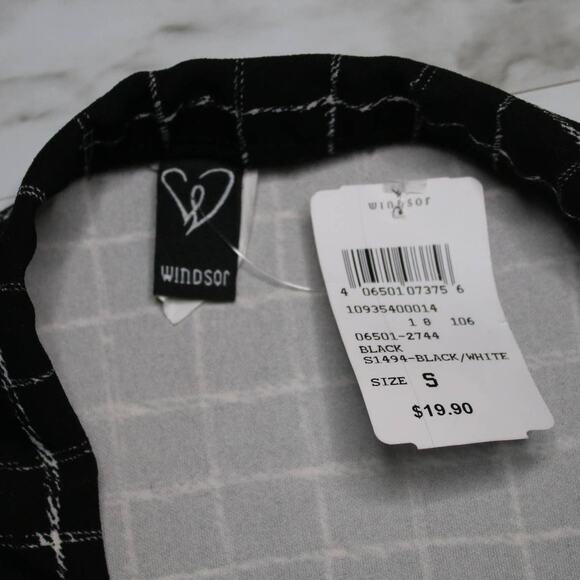 WINDSOR
windsor
4 06501 07375 6
10935400014
1 8 106
06501-2744
BLACK
S1494-BLACK/WHITE
SIZE S
$19.90